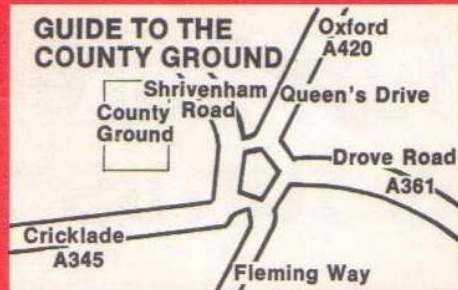 GUIDE TO THE
COUNTY GROUND
Oxford
A420
Shrivenham
Road
Queen's Drive
County
Ground
Drove Road
A361
Cricklade
A345
Fleming Way